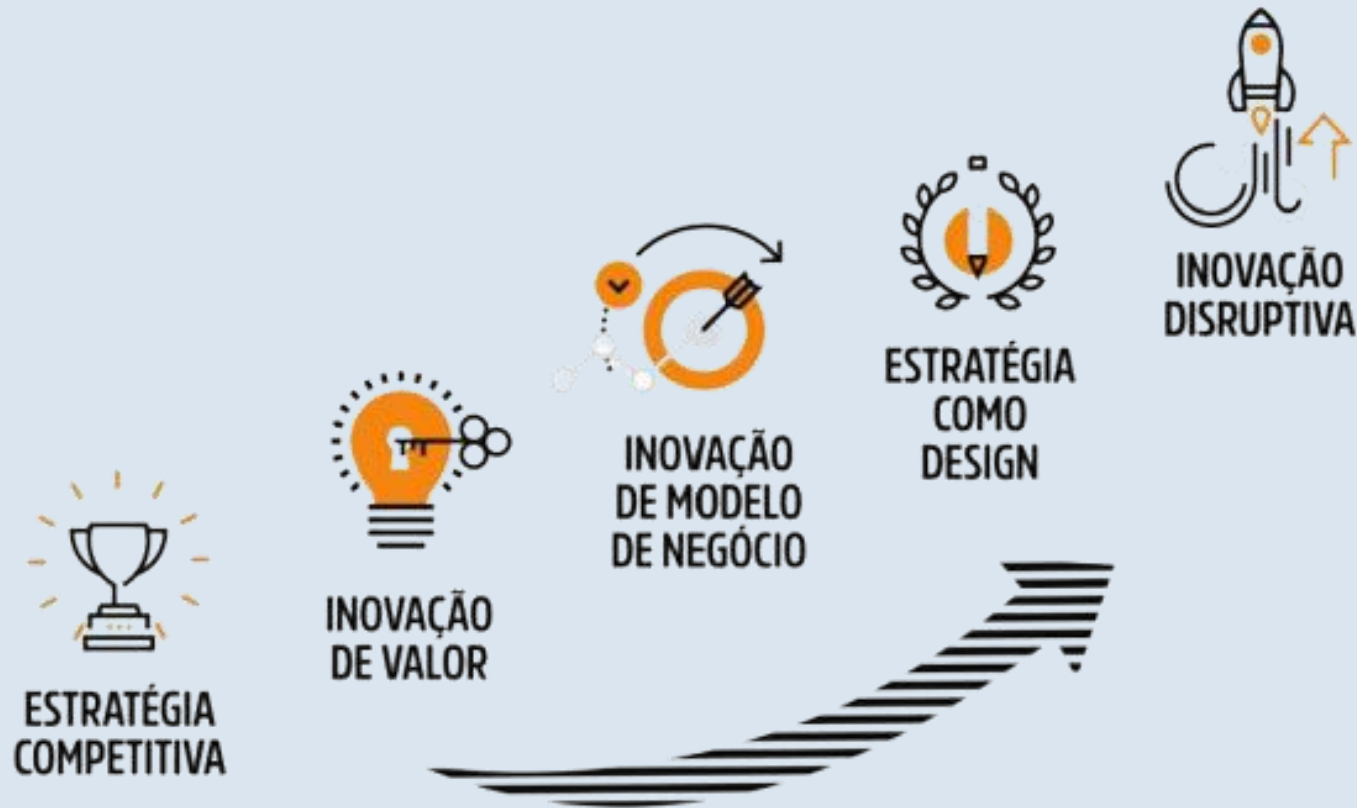 ESTRATÉGIA
COMPETITIVA
INOVAÇÃO
DE VALOR
INOVAÇÃO
DE MODELO
DE NEGÓCIO
ESTRATÉGIA
COMO
DESIGN
INOVAÇÃO
DISRUPTIVA